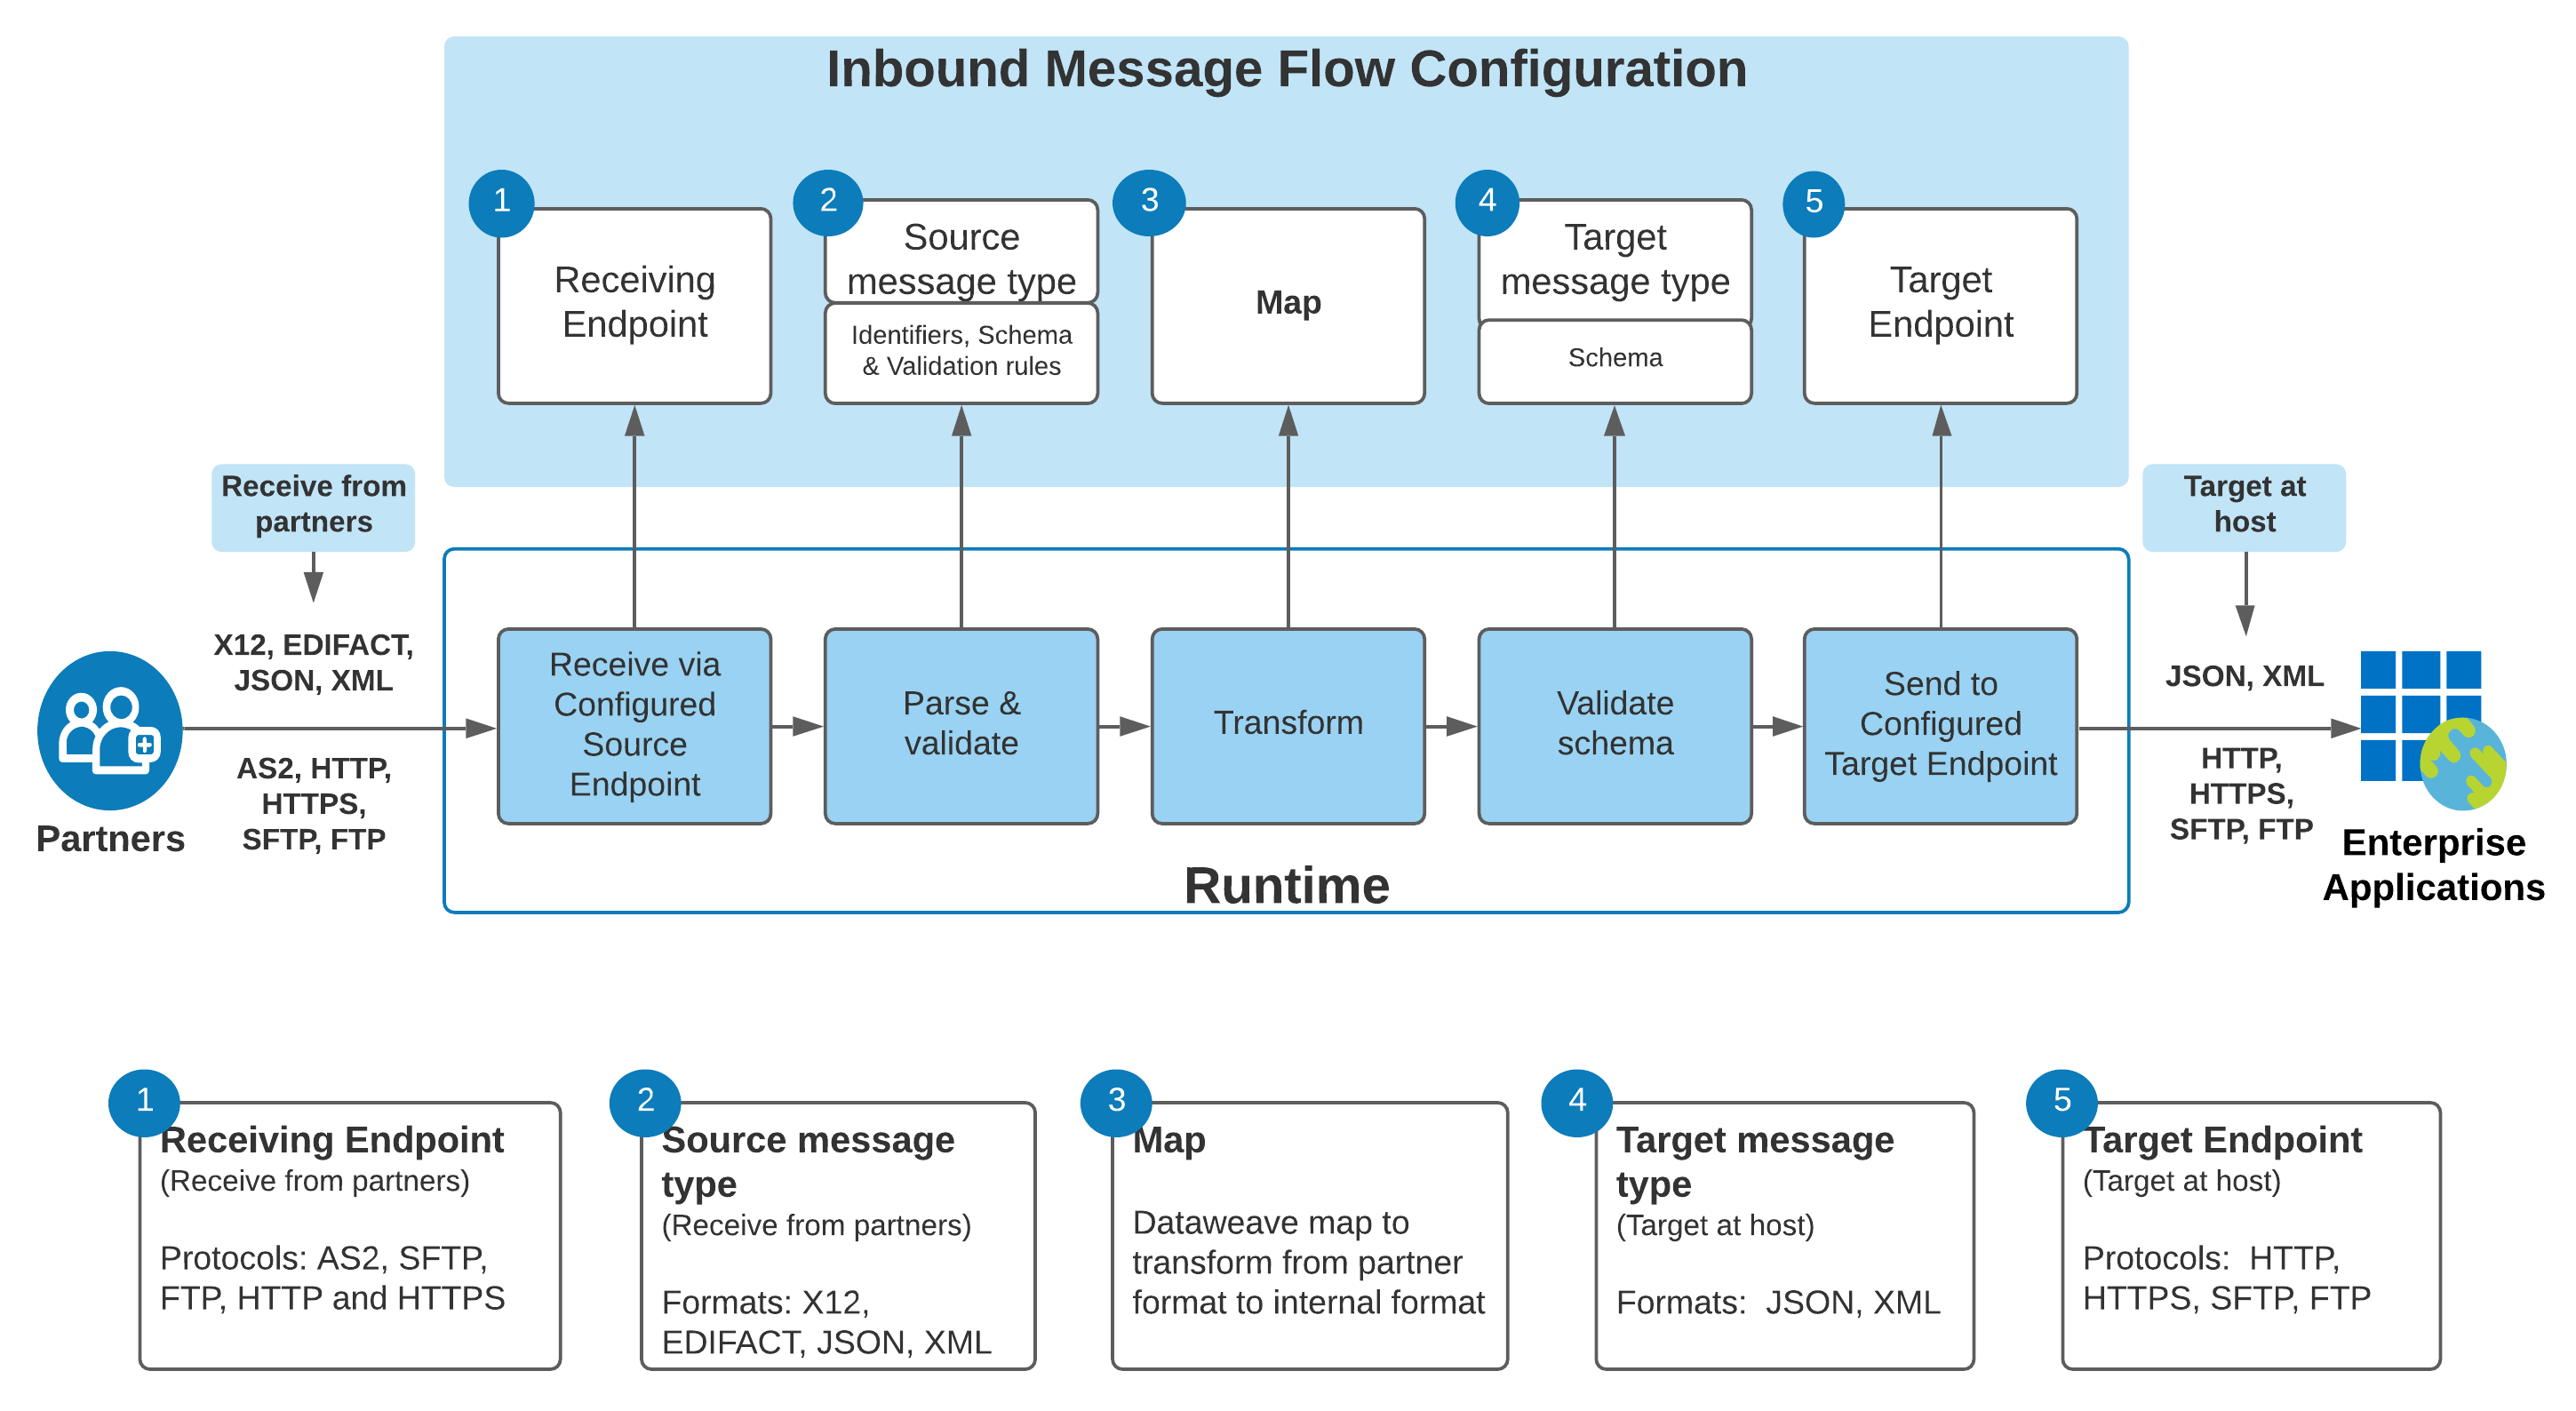 Inbound Message Flow Configuration
1
Receiving
Endpoint
2
Source
message type
Identifiers, Schema
& Validation rules
3
Map
4
Target
message type
Schema
5
Target
Endpoint
Receive from
partners
X12, EDIFACT,
JSON, XML
AS2, HTTP,
HTTPS,
SFTP, FTP
Partners
Receive via
Configured
Source
Endpoint
Parse &
validate
Transform
Validate
schema
Send to
Configured
Target Endpoint
Runtime
Target at
host
JSON, XML
HTTP,
HTTPS,
SFTP, FTP
Enterprise
Applications
1
Receiving Endpoint
(Receive from partners)
Protocols: AS2, SFTP,
FTP, HTTP and HTTPS
2
Source message
type
(Receive from partners)
Formats: X12,
EDIFACT, JSON, XML
3
Map
Dataweave map to
transform from partner
format to internal format
4
Target message
type
(Target at host)
Formats: JSON, XML
5
Target Endpoint
(Target at host)
Protocols: HTTP,
HTTPS, SFTP, FTP